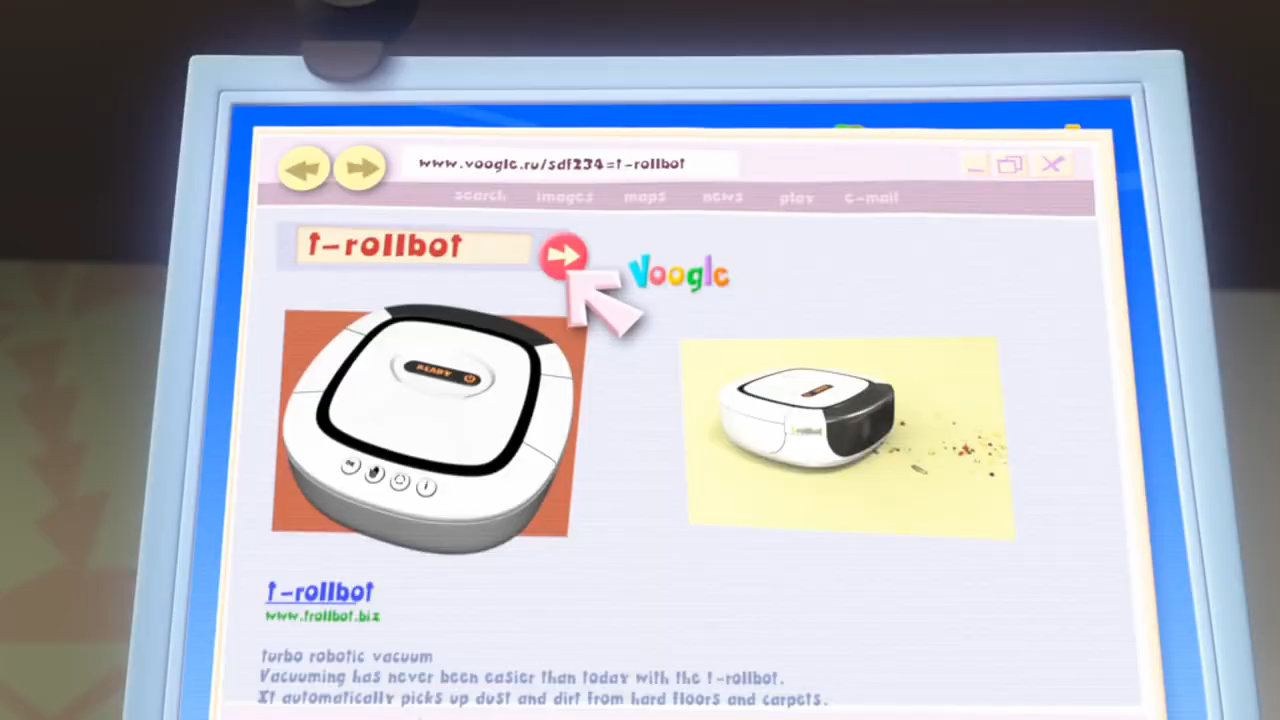 www.voogle.ru/sdf234=t-rollbot
search images maps news play e-mail
t-rollbot
Voogle
READY
t-rollbot
t-rollbot
www.trollbot.biz
turbo robotic vacuum
Vacuuming has never been easier than today with the t-rollbot.
It automatically picks up dust and dirt from hard floors and carpets.